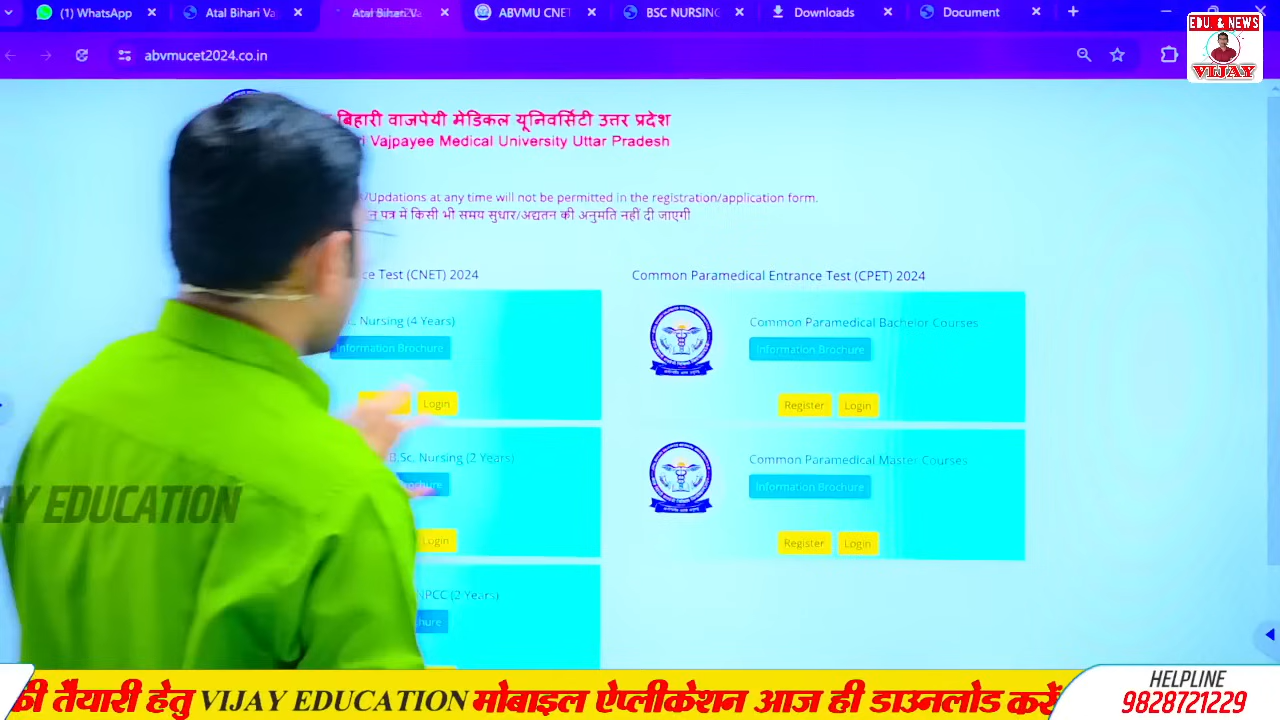 (1) WhatsApp
Atal Bihari Va
Atal Bihari Va
ABVMU CNET
BSC NURSING
Downloads
Document
abvmucet2024.co.in
EDU. & NEWS
VIJAY
बिहारी वाजपेयी मेडिकल यूनिवर्सिटी उत्तर प्रदेश
Vajpayee Medical University Uttar Pradesh
/Updations at any time will not be permitted in the registration/application form.
पत्र में किसी भी समय सुधार/अद्यतन की अनुमति नहीं दी जाएगी
Test (CNET) 2024
Nursing (4 Years)
Information Brochure
Login
B.Sc. Nursing (2 Years)
Login
NPCC (2 Years)
Common Paramedical Entrance Test (CPET) 2024
Common Paramedical Bachelor Courses
Information Brochure
Register
Login
Common Paramedical Master Courses
Information Brochure
Register
Login
AY EDUCATION
की तैयारी हेतु VIJAY EDUCATION मोबाइल ऐप्लीकेशन आज ही डाउनलोड करें
HELPLINE
9828721229